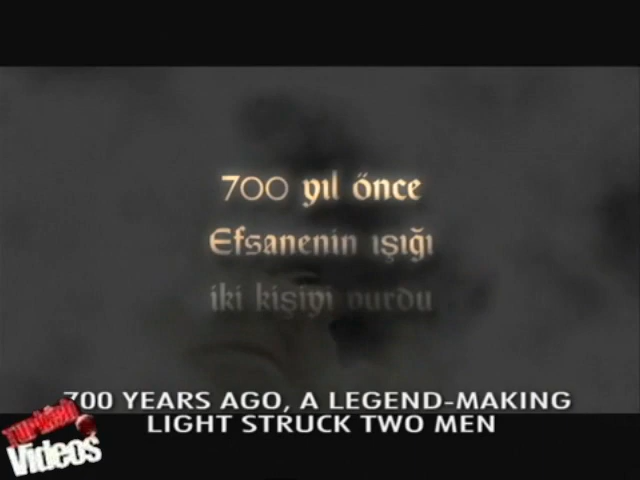 700 yıl önce
Efsanenin ışığı
iki kişiyi vurdu
700 YEARS AGO, A LEGEND-MAKING
LIGHT STRUCK TWO MEN
Turkish
Videos